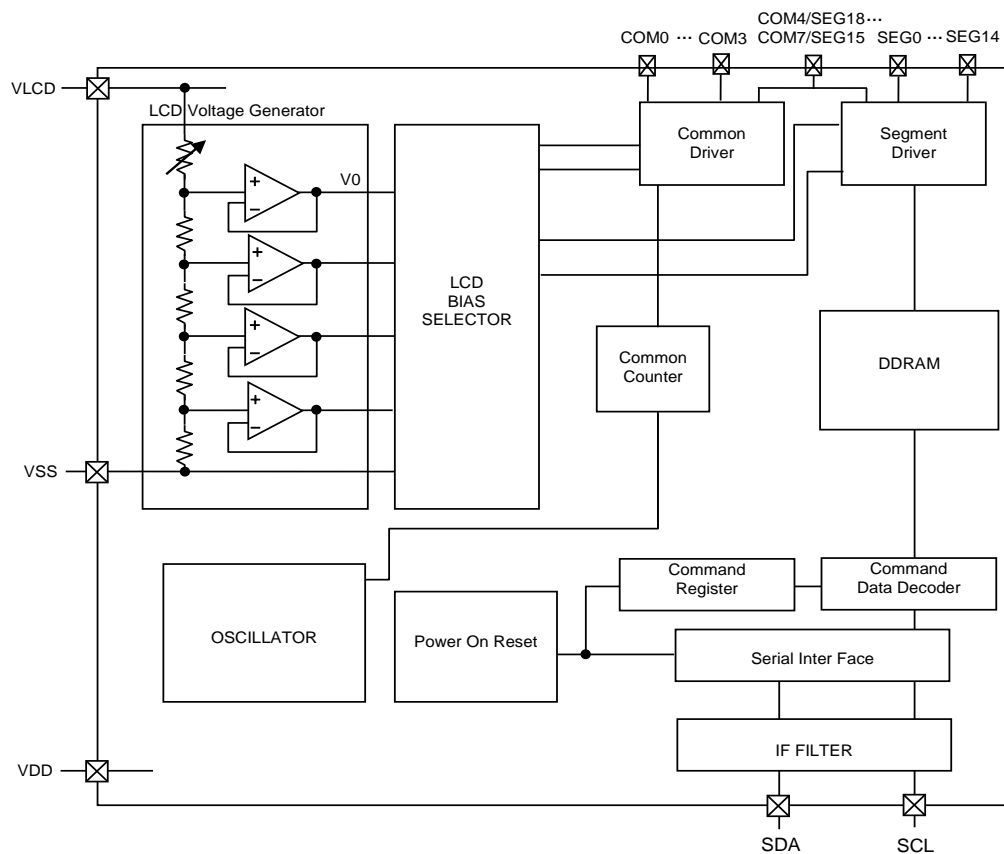 COM4/SEG18 ···
COM0 ··· COM3 COM7/SEG15 SEG0 ··· SEG14
VLCD
LCD Voltage Generator
Common
Driver
Segment
Driver
+
−
V0
+
−
+
−
+
−
LCD
BIAS
SELECTOR
Common
Counter
DDRAM
VSS
OSCILLATOR
Power On Reset
Command
Register
Command
Data Decoder
Serial Inter Face
IF FILTER
VDD
SDA SCL